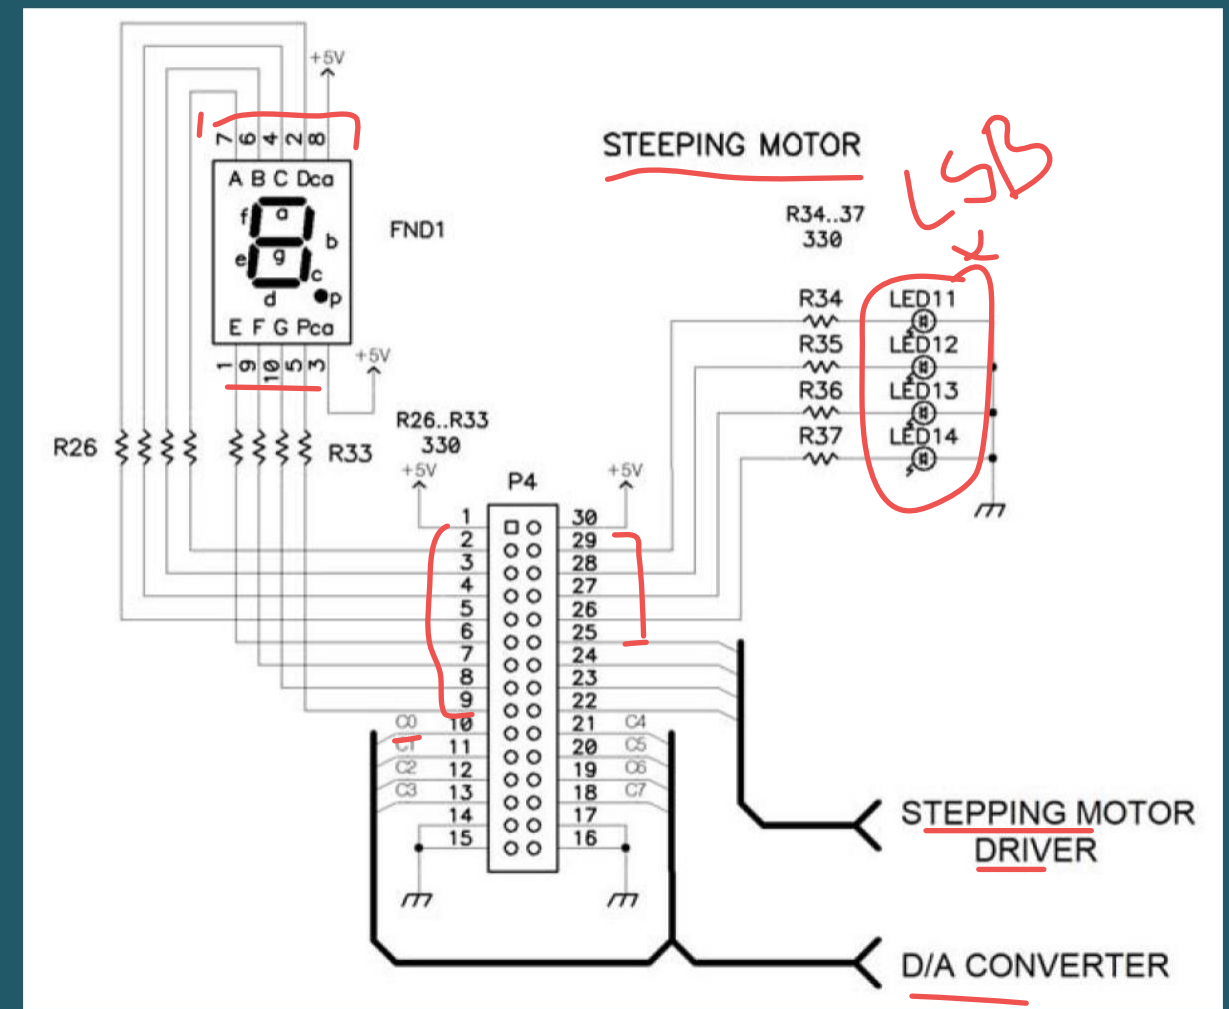 +5V
7 6 4 2 8
A B C Dca
f a b
g
e c
d p
E F G Pca
1 9 10 5 3
+5V
FND1
STEEPING MOTOR
LSB
R34..37
330
R34 LED11
R35 LED12
R36 LED13
R37 LED14
R26
R33
R26..R33
330
+5V
P4
+5V
1 30
2 29
3 28
4 27
5 26
6 25
7 24
8 23
9 22
C0 10 21 C4
C1 11 20 C5
C2 12 19 C6
C3 13 18 C7
14 17
15 16
STEPPING MOTOR
DRIVER
D/A CONVERTER